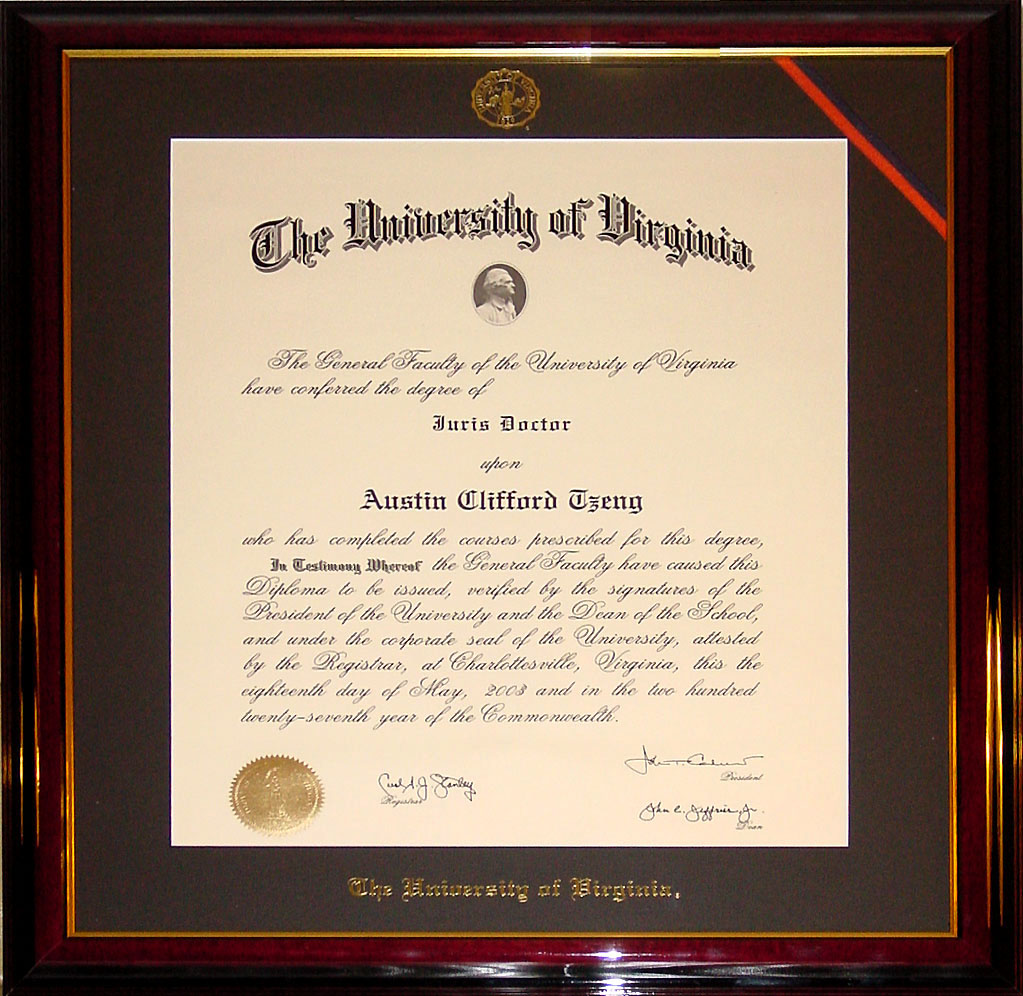 The University of Virginia
The General Faculty of the University of Virginia
have conferred the degree of
Juris Doctor
upon
Austin Clifford Tzeng
who has completed the courses prescribed for this degree,
In Testimony Whereof the General Faculty have caused this
Diploma to be issued, verified by the signatures of the
President of the University and the Dean of the School,
and under the corporate seal of the University, attested
by the Registrar, at Charlottesville, Virginia, this the
eighteenth day of May, 2003 and in the two hundred
twenty-seventh year of the Commonwealth.
President
Registrar
John C. Jeffries, Jr.
Dean
The University of Virginia.